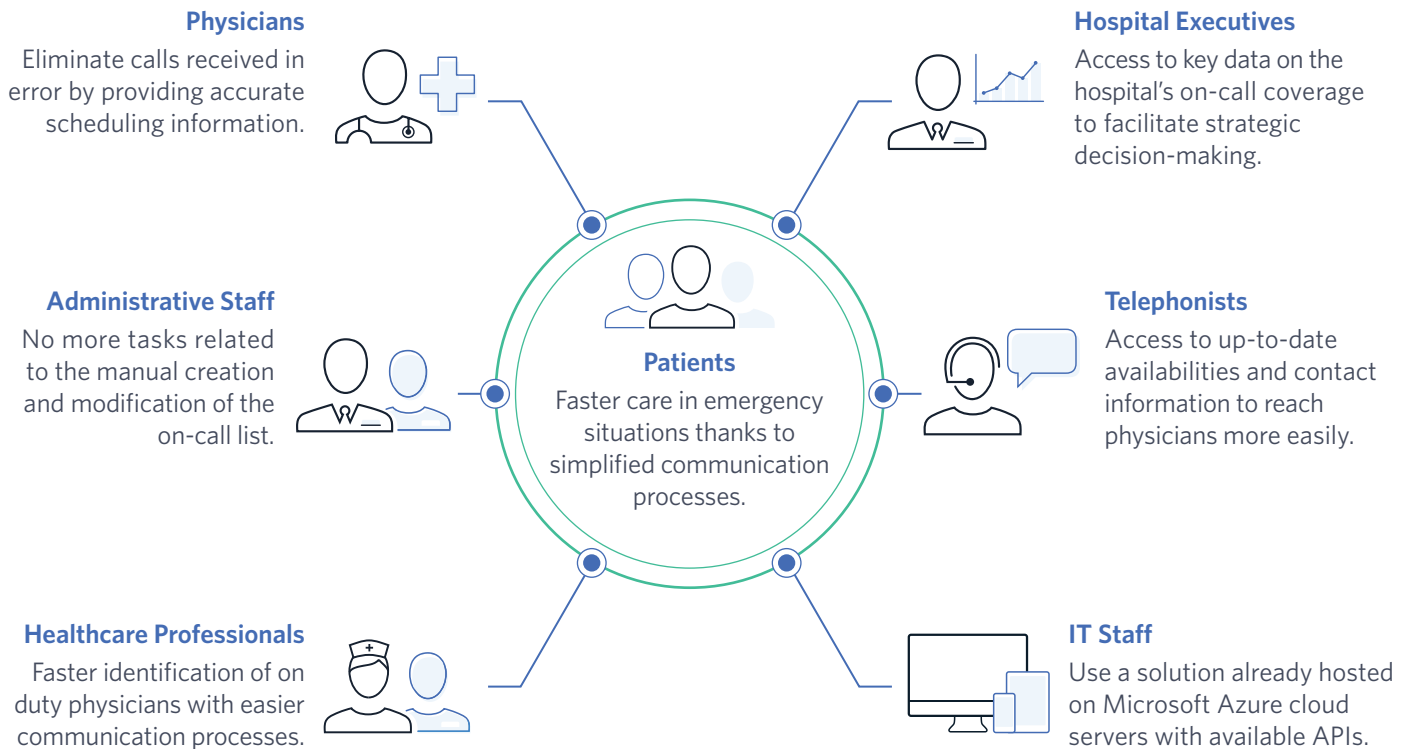 Physicians
Eliminate calls received in
error by providing accurate
scheduling information.
Hospital Executives
Access to key data on the
hospital's on-call coverage
to facilitate strategic
decision-making.
Administrative Staff
No more tasks related
to the manual creation
and modification of the
on-call list.
Patients
Faster care in emergency
situations thanks to
simplified communication
processes.
Telephonists
Access to up-to-date
availabilities and contact
information to reach
physicians more easily.
Healthcare Professionals
Faster identification of on
duty physicians with easier
communication processes.
IT Staff
Use a solution already hosted
on Microsoft Azure cloud
servers with available APIs.